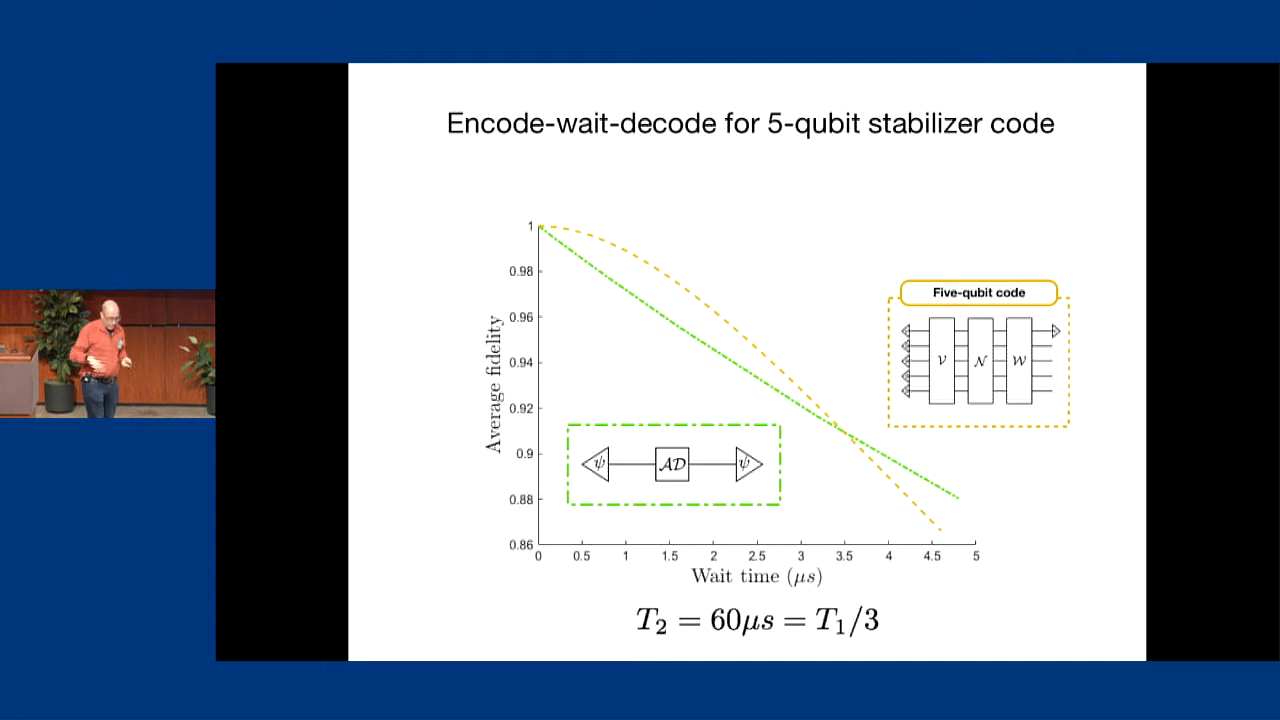 Encode-wait-decode for 5-qubit stabilizer code
1
0.98
0.96
0.94
0.92
0.9
0.88
0.86
Average fidelity
0 0.5 1 1.5 2 2.5 3 3.5 4 4.5 5
Wait time (μs)
ψ AD ψ
Five-qubit code
V N W
T₂ = 60μs = T₁/3